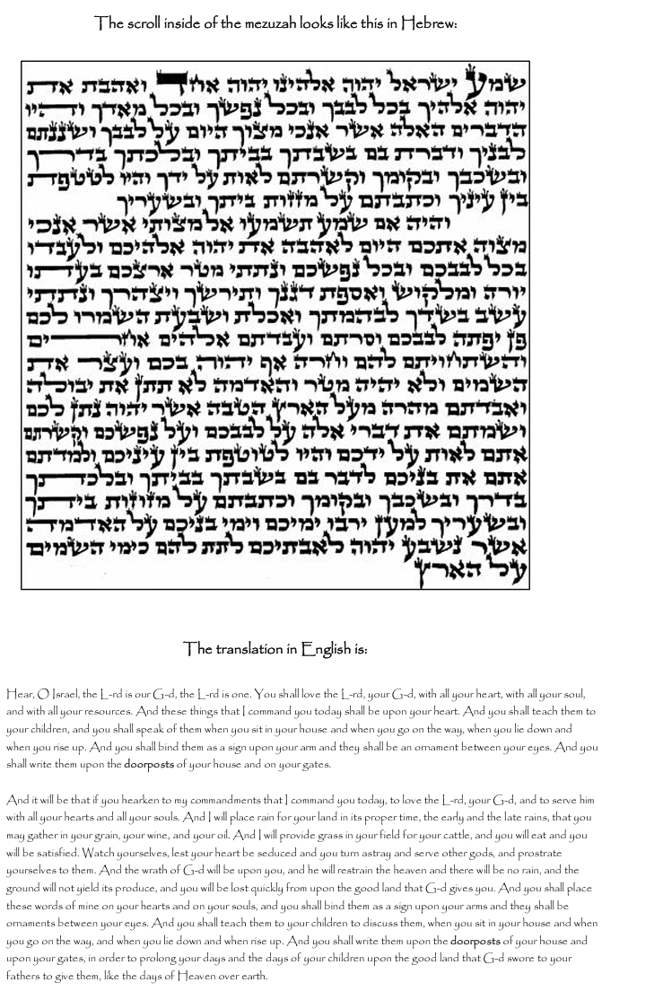 The scroll inside of the mezuzah looks like this in Hebrew:
שמע ישראל יהוה אלהינו יהוה אחד ואהבת את
יהוה אלהיך בכל לבבך ובכל נפשך ובכל מאדך והיו
הדברים האלה אשר אנכי מצוך היום על לבבך ושננתם
לבניך ודברת בם בשבתך בביתך ובלכתך בדרך
ובשכבך ובקומך וקשרתם לאות על ידך והיו לטטפת
בין עיניך וכתבתם על מזזות ביתך ובשעריך
והיה אם שמע תשמעו אל מצותי אשר אנכי
מצוה אתכם היום לאהבה את יהוה אלהיכם ולעבדו
בכל לבבכם ובכל נפשכם ונתתי מטר ארצכם בעתו
יורה ומלקוש ואספת דגנך ותירשך ויצהרך ונתתי
עשב בשדך לבהמתך ואכלת ושבעת השמרו לכם
פן יפתה לבבכם וסרתם ועבדתם אלהים אחרים
והשתחויתם להם וחרה אף יהוה בכם ועצר את
השמים ולא יהיה מטר והאדמה לא תתן את יבולה
ואבדתם מהרה מעל הארץ הטבה אשר יהוה נתן לכם
ושמתם את דברי אלה על לבבכם ועל נפשכם וקשרתם
אתם לאות על ידכם והיו לטוטפת בין עיניכם ולמדתם
אתם את בניכם לדבר בם בשבתך בביתך ובלכתך
בדרך ובשכבך ובקומך וכתבתם על מזוזות ביתך
ובשעריך למען ירבו ימיכם וימי בניכם על האדמה
אשר נשבע יהוה לאבתיכם לתת להם כימי השמים
על הארץ
The translation in English is:
Hear, O Israel, the L-rd is our G-d, the L-rd is one. You shall love the L-rd, your G-d, with all your heart, with all your soul,
and with all your resources. And these things that I command you today shall be upon your heart. And you shall teach them to
your children, and you shall speak of them when you sit in your house and when you go on the way, when you lie down and
when you rise up. And you shall bind them as a sign upon your arm and they shall be an ornament between your eyes. And you
shall write them upon the doorposts of your house and on your gates.
And it will be that if you hearken to my commandments that I command you today, to love the L-rd, your G-d, and to serve him
with all your hearts and all your souls. And I will place rain for your land in its proper time, the early and the late rains, that you
may gather in your grain, your wine, and your oil. And I will provide grass in your field for your cattle, and you will eat and you
will be satisfied. Watch yourselves, lest your heart be seduced and you turn astray and serve other gods, and prostrate
yourselves to them. And the wrath of G-d will be upon you, and he will restrain the heaven and there will be no rain, and the
ground will not yield its produce, and you will be lost quickly from upon the good land that G-d gives you. And you shall place
these words of mine on your hearts and on your souls, and you shall bind them as a sign upon your arms and they shall be
ornaments between your eyes. And you shall teach them to your children to discuss them, when you sit in your house and when
you go on the way, and when you lie down and when rise up. And you shall write them upon the doorposts of your house and
upon your gates, in order to prolong your days and the days of your children upon the good land that G-d swore to your
fathers to give them, like the days of Heaven over earth.